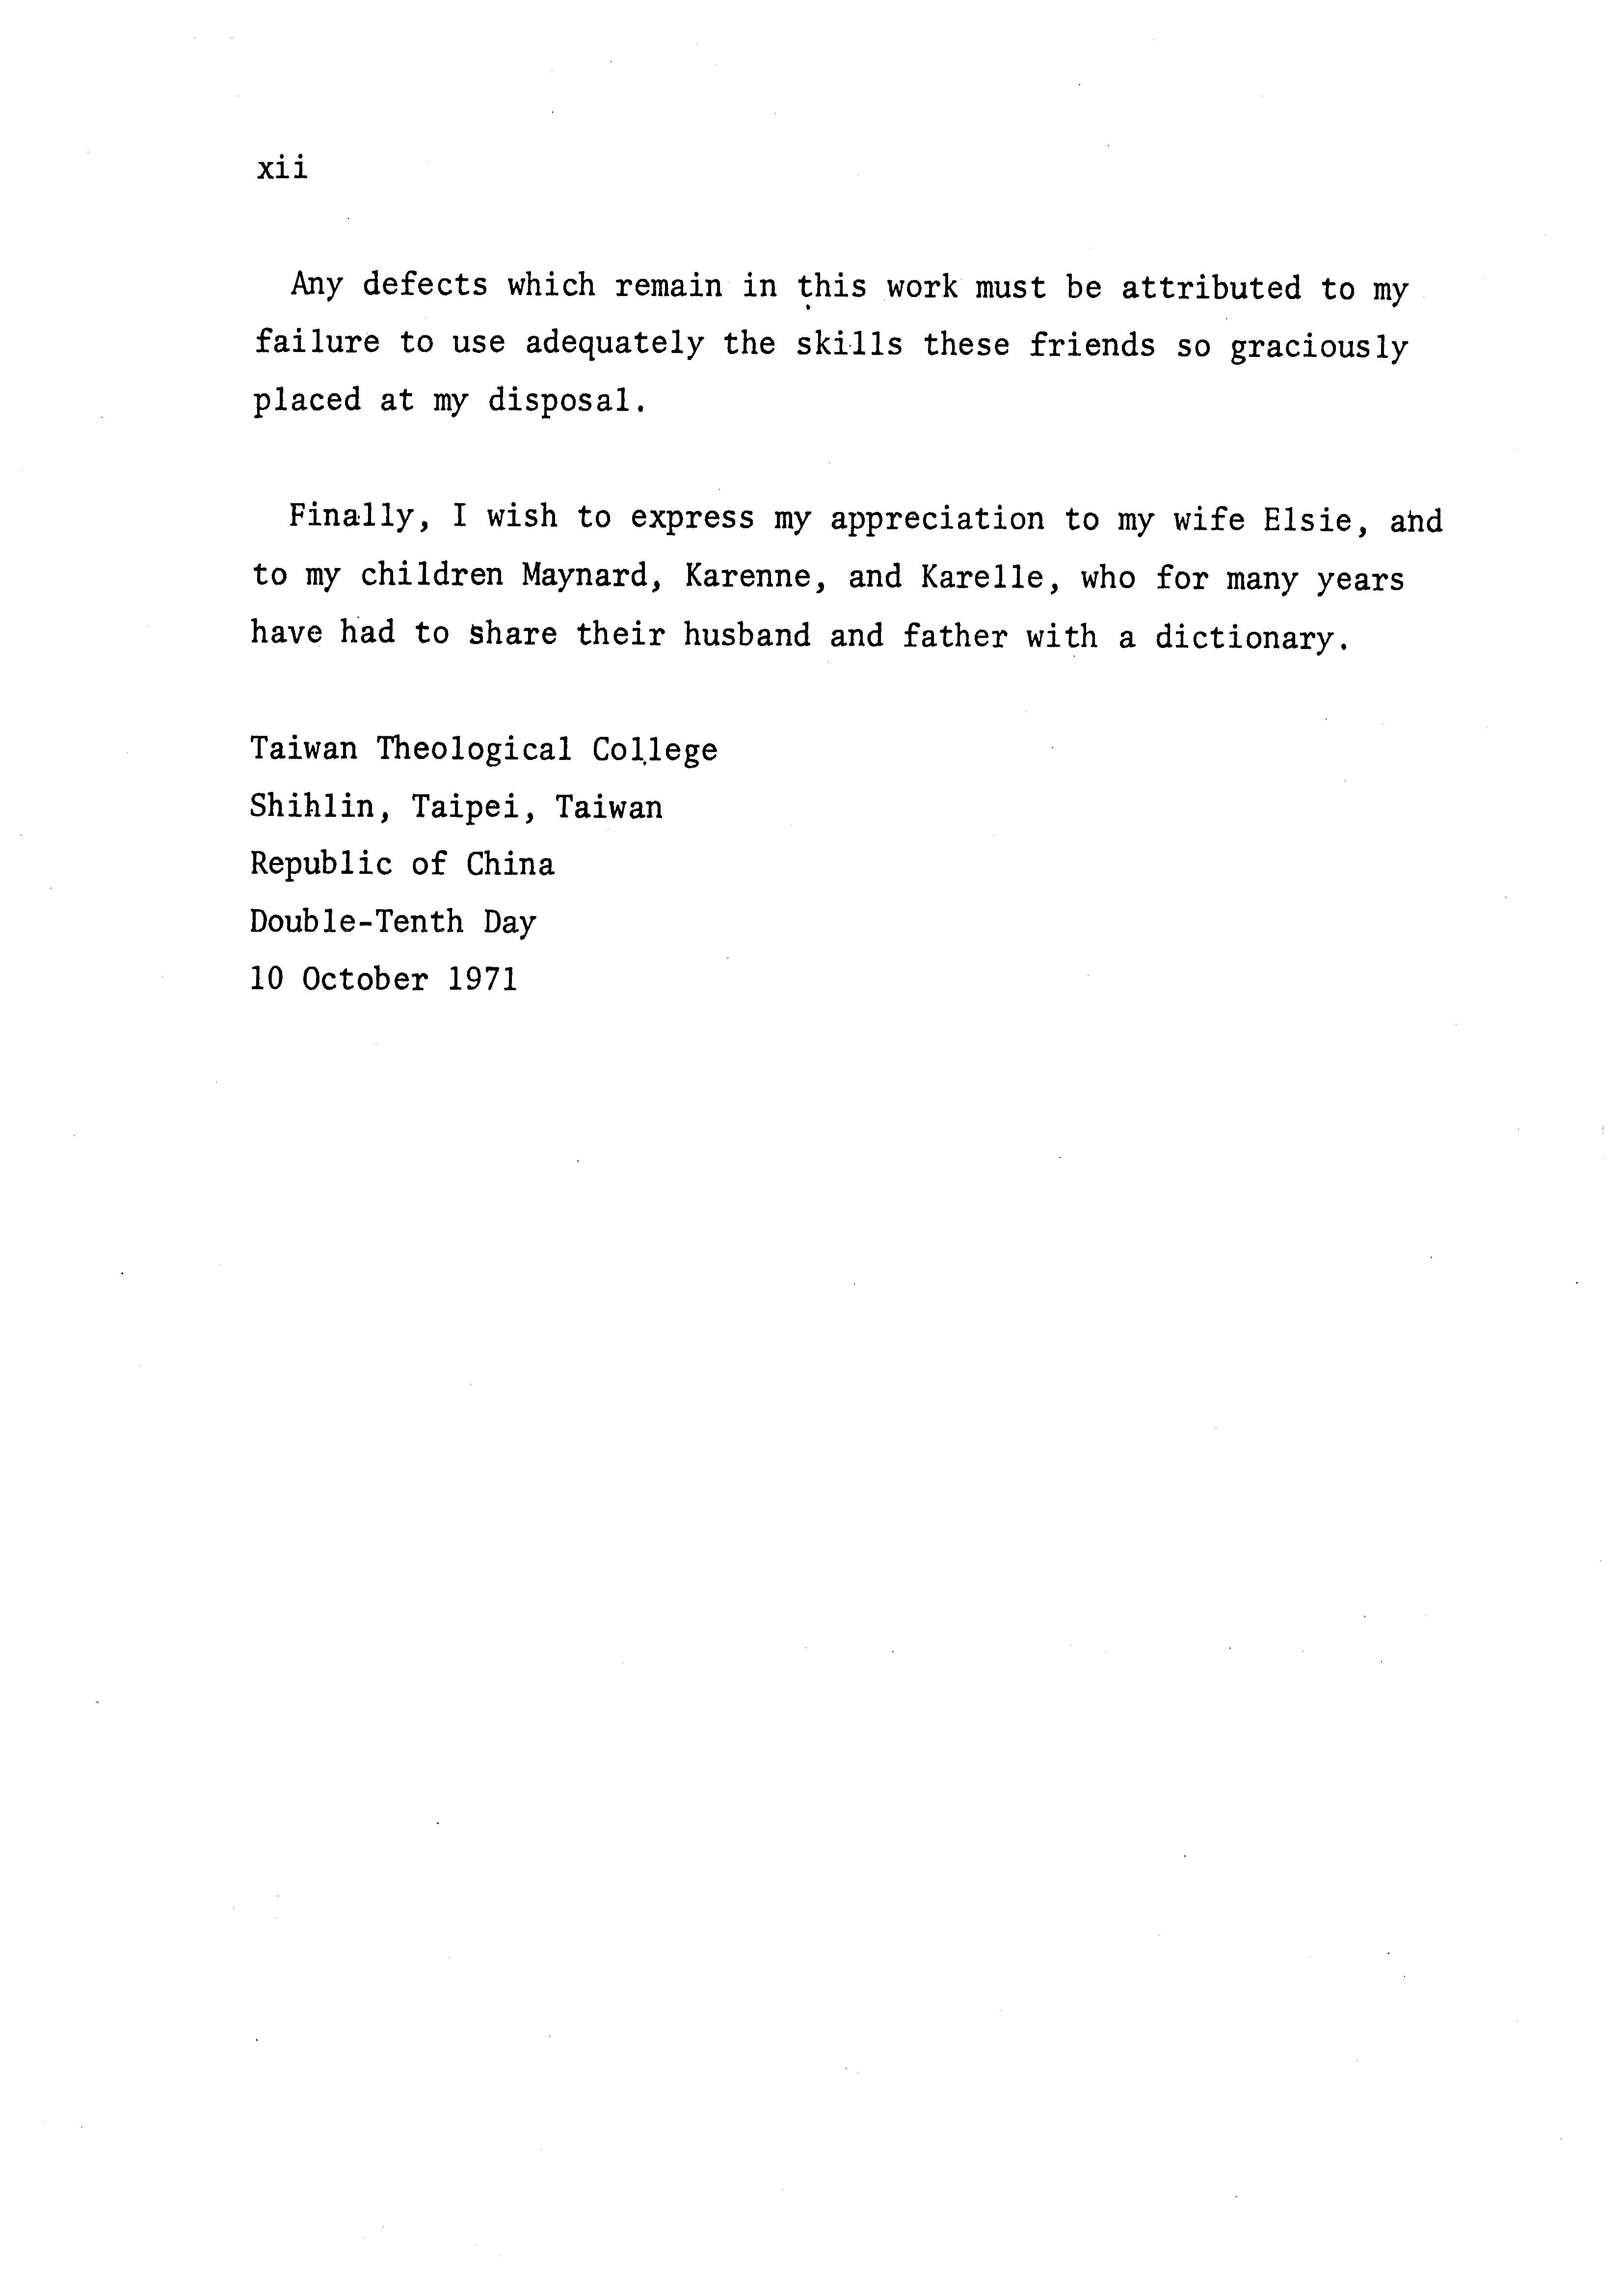 xii
Any defects which remain in this work must be attributed to my
failure to use adequately the skills these friends so graciously
placed at my disposal.
Finally, I wish to express my appreciation to my wife Elsie, and
to my children Maynard, Karenne, and Karelle, who for many years
have had to share their husband and father with a dictionary.
Taiwan Theological College
Shihlin, Taipei, Taiwan
Republic of China
Double-Tenth Day
10 October 1971